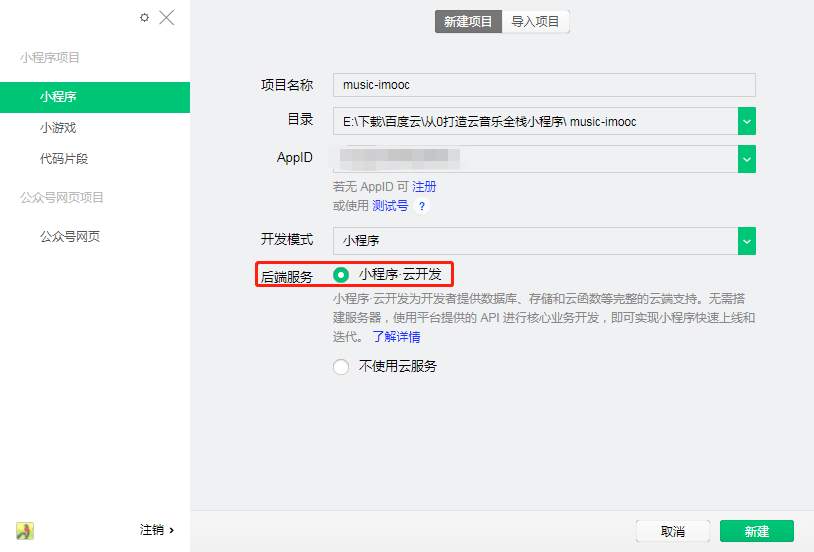 小程序项目
小程序
小游戏
代码片段
公众号网页项目
公众号网页
注销
新建项目 导入项目
项目名称 music-imooc
目录 E:\下载\百度云\从0打造云音乐全栈小程序\ music-imooc
AppID
若无 AppID 可 注册
或使用 测试号 ?
开发模式 小程序
后端服务 小程序·云开发
小程序·云开发为开发者提供数据库、存储和云函数等完整的云端支持。无需搭
建服务器，使用平台提供的 API 进行核心业务开发，即可实现小程序快速上线和
迭代。 了解详情
不使用云服务
取消 新建